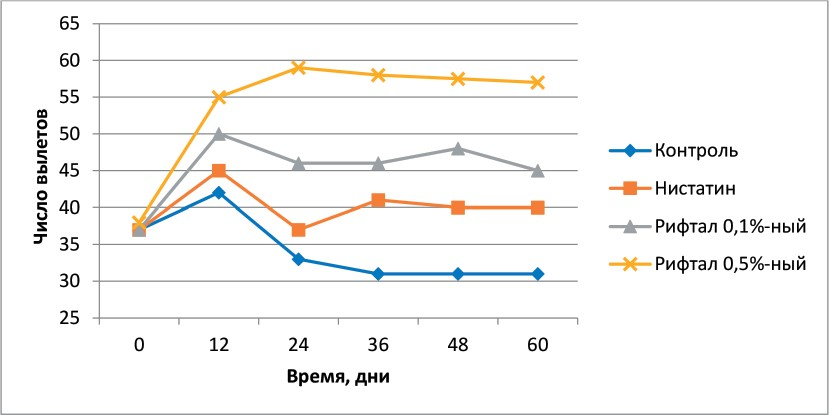 65
60
55
50
45
40
35
30
25
Число вылетов
0 12 24 36 48 60
Время, дни
Контроль
Нистатин
Рифтал 0,1%-ный
Рифтал 0,5%-ный